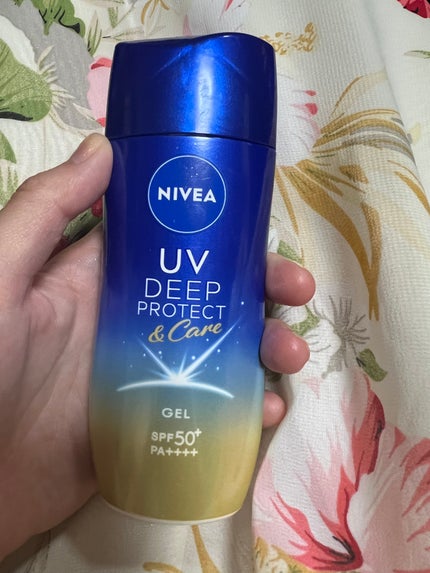 NIVEA
UV
DEEP
PROTECT
& Care
GEL
SPF50+
PA++++